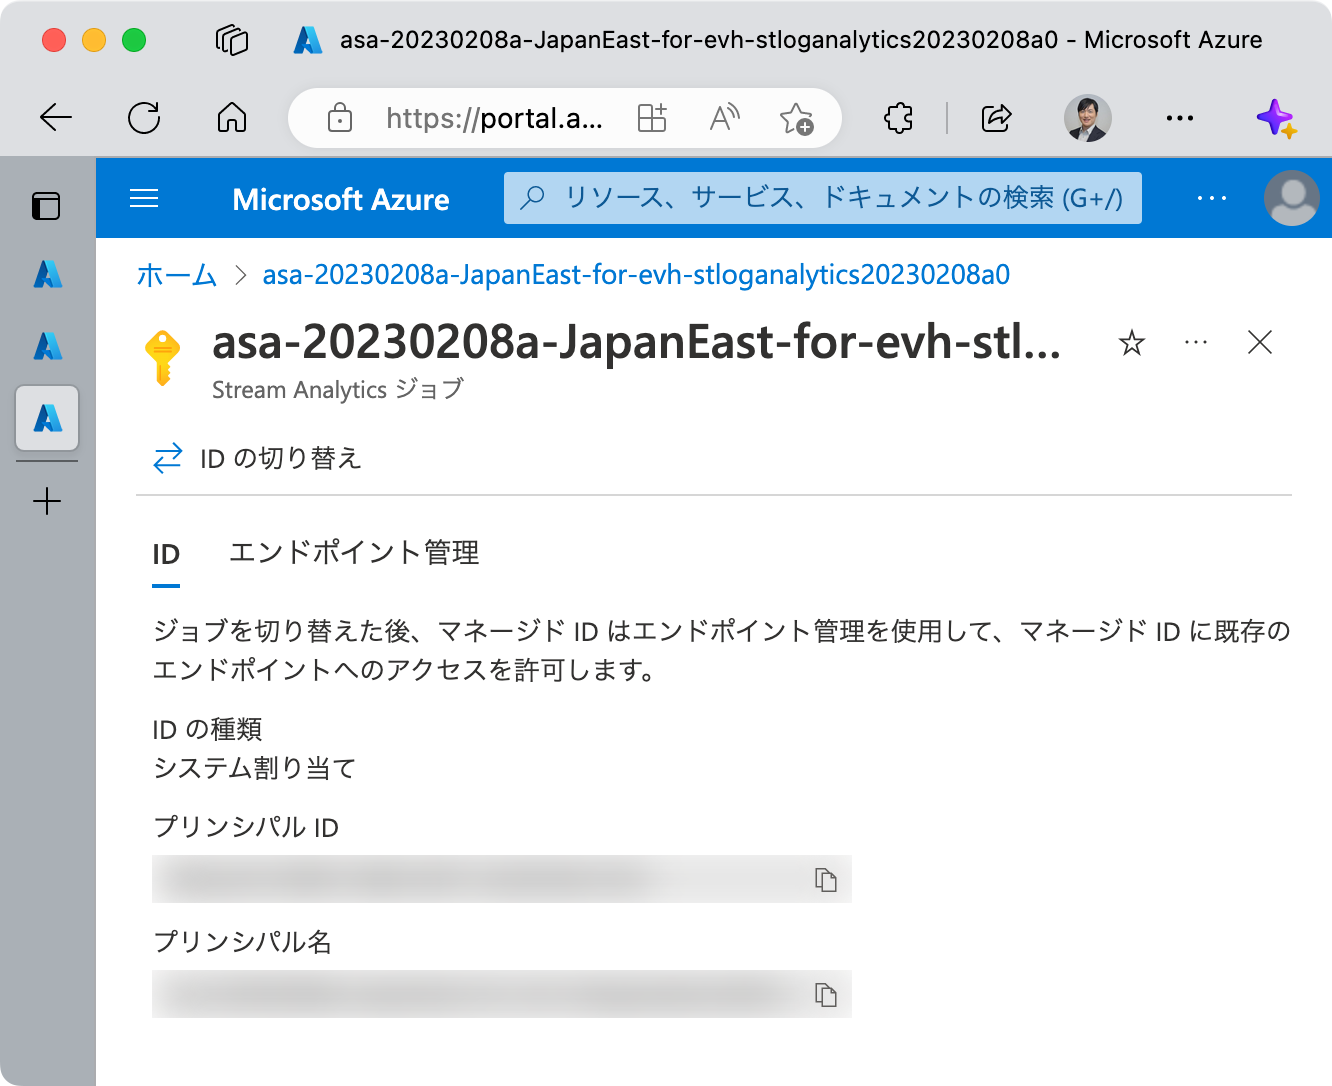 asa-20230208a-JapanEast-for-evh-stloganalytics20230208a0 - Microsoft Azure
https://portal.a...
Microsoft Azure
リソース、サービス、ドキュメントの検索 (G+/)
ホーム > asa-20230208a-JapanEast-for-evh-stloganalytics20230208a0
asa-20230208a-JapanEast-for-evh-stl...
Stream Analytics ジョブ
ID の切り替え
ID エンドポイント管理
ジョブを切り替えた後、マネージド ID はエンドポイント管理を使用して、マネージド ID に既存の
エンドポイントへのアクセスを許可します。
ID の種類
システム割り当て
プリンシパル ID
プリンシパル名